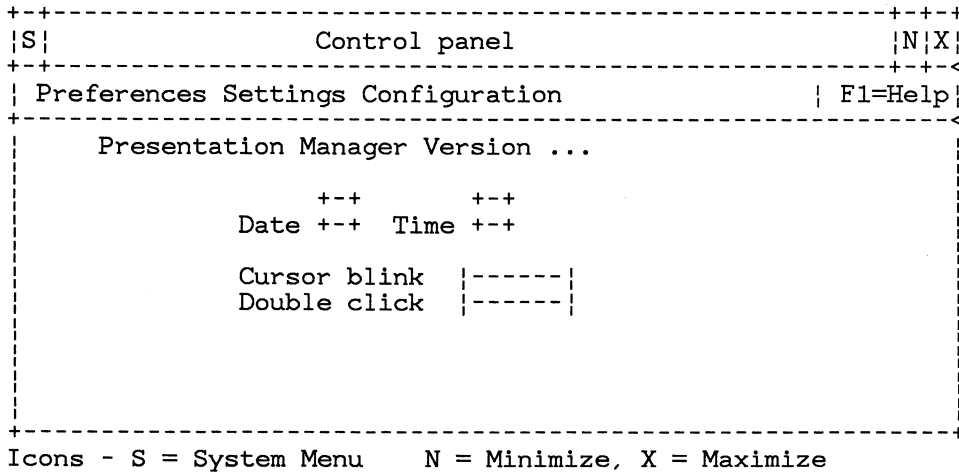 +-+------------------------------------------------------------+-+-+
¦S¦                   Control panel                           ¦N¦X¦
+-+------------------------------------------------------------+-+-<
¦ Preferences Settings Configuration                  ¦ F1=Help¦
+-------------------------------------------------------------------<
¦     Presentation Manager Version ...                            ¦
+-+        +-+
Date +-+  Time +-+
Cursor blink  ¦------¦
Double click  ¦------¦
+-------------------------------------------------------------------+
Icons - S = System Menu    N = Minimize, X = Maximize